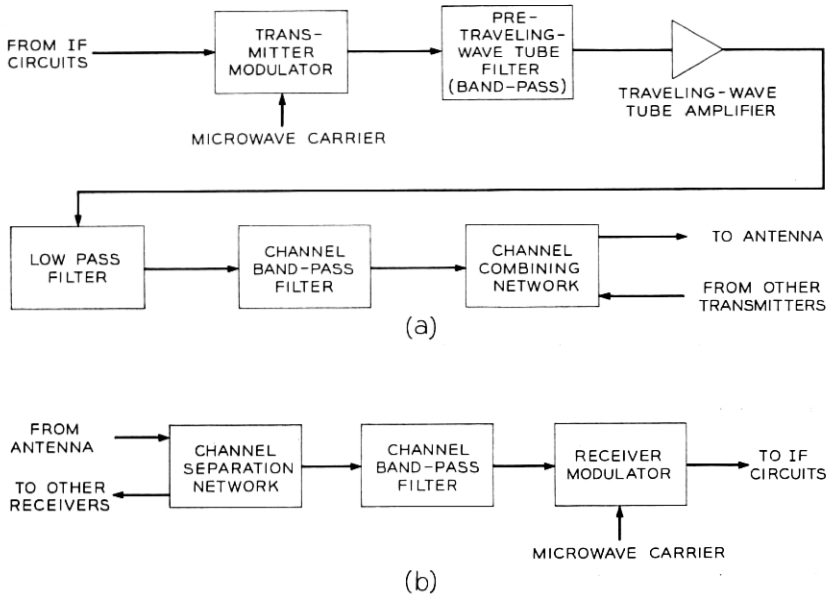 FROM IF
CIRCUITS
TRANS-
MITTER
MODULATOR
MICROWAVE CARRIER
PRE-
TRAVELING-
WAVE TUBE
FILTER
(BAND-PASS)
TRAVELING-WAVE
TUBE AMPLIFIER
LOW PASS
FILTER
CHANNEL
BAND-PASS
FILTER
CHANNEL
COMBINING
NETWORK
TO ANTENNA
FROM OTHER
TRANSMITTERS
(a)
FROM
ANTENNA
TO OTHER
RECEIVERS
CHANNEL
SEPARATION
NETWORK
CHANNEL
BAND-PASS
FILTER
RECEIVER
MODULATOR
TO IF
CIRCUITS
MICROWAVE CARRIER
(b)